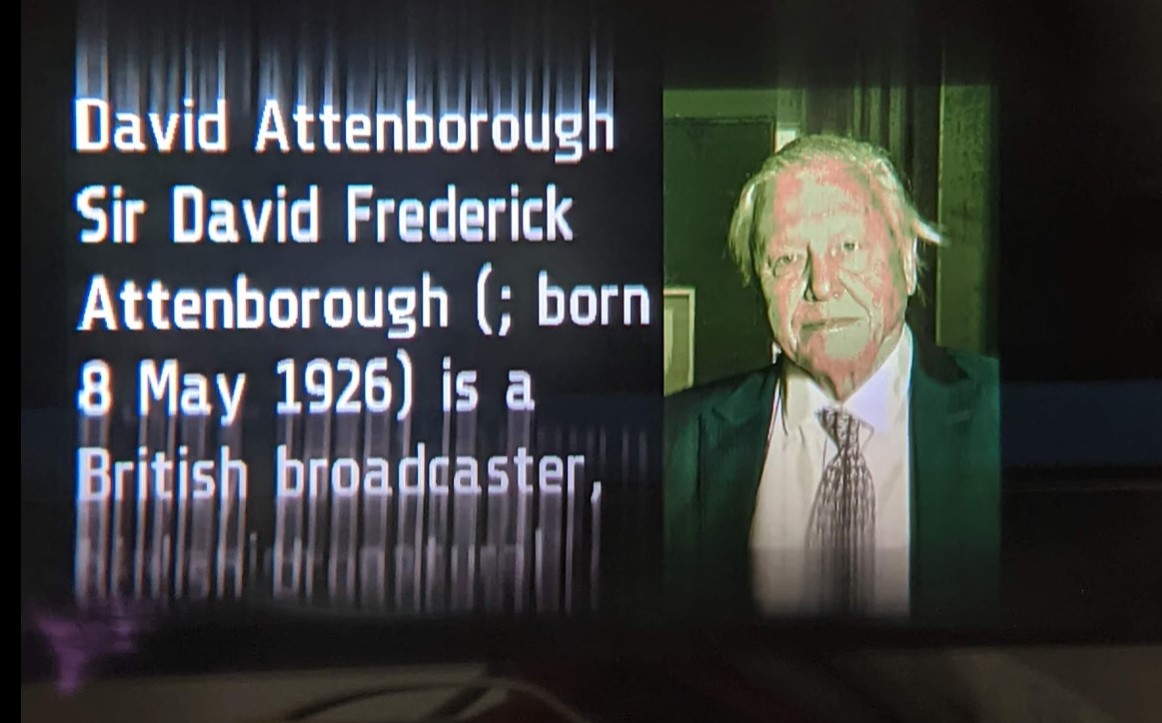 David Attenborough
Sir David Frederick
Attenborough (; born
8 May 1926) is a
British broadcaster,